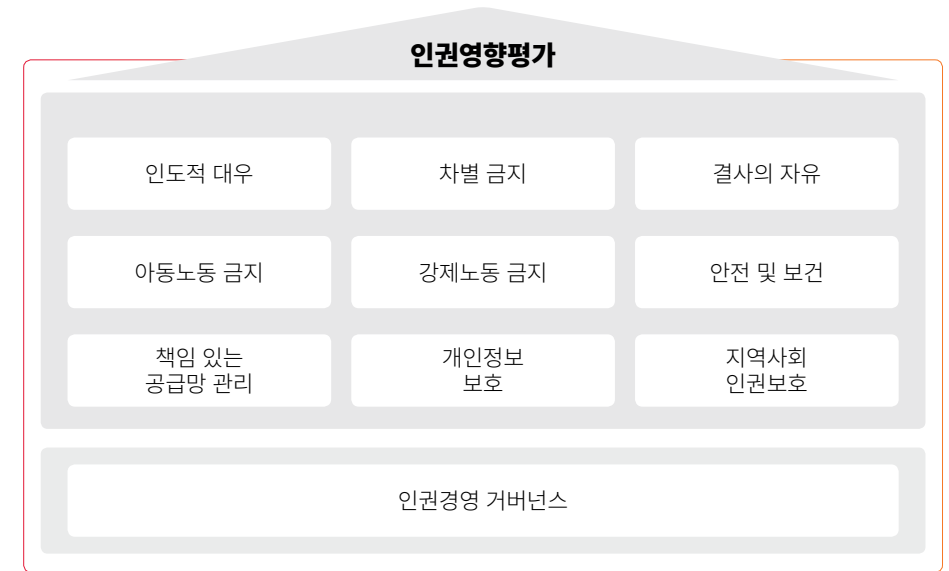 인권영향평가
인도적 대우
차별 금지
결사의 자유
아동노동 금지
강제노동 금지
안전 및 보건
책임 있는
공급망 관리
개인정보
보호
지역사회
인권보호
인권경영 거버넌스